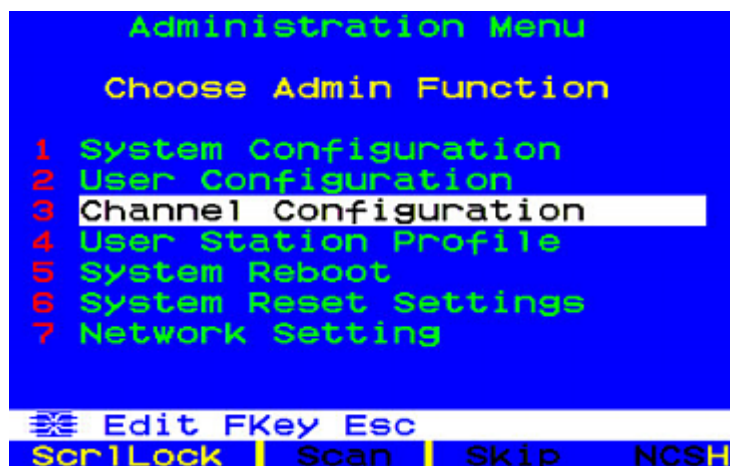 Administration Menu
Choose Admin Function
1 System Configuration
2 User Configuration
3 Channel Configuration
4 User Station Profile
5 System Reboot
6 System Reset Settings
7 Network Setting
Edit FKey Esc
ScrlLock Scan Skip NCSH